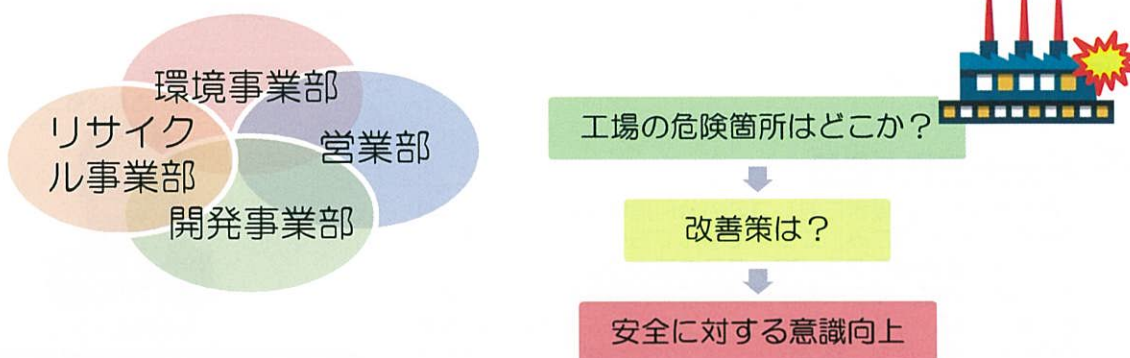 環境事業部
リサイク
ル事業部
営業部
開発事業部
工場の危険箇所はどこか？
改善策は？
安全に対する意識向上